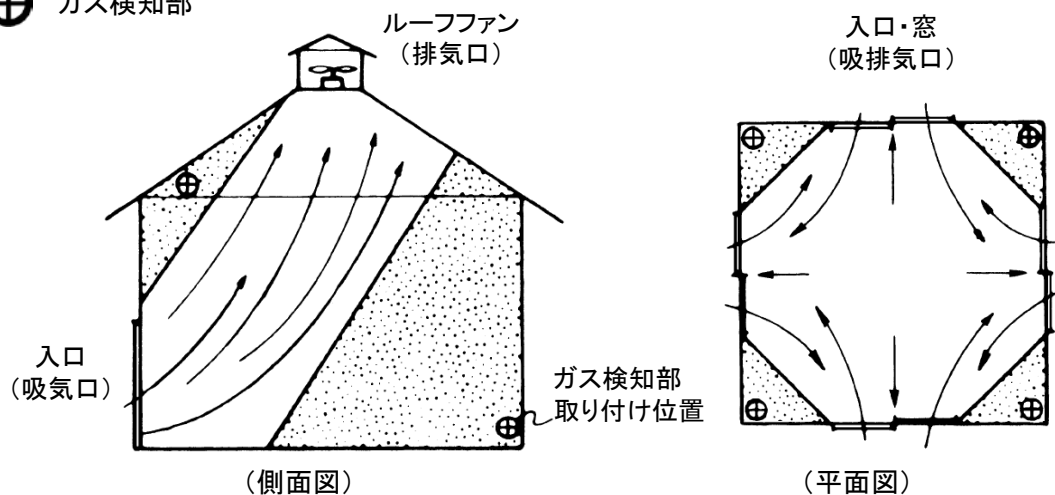 ガス検知部
ルーフファン
（排気口）
入口・窓
（吸排気口）
入口
（吸気口）
ガス検知部
取り付け位置
（側面図）
（平面図）